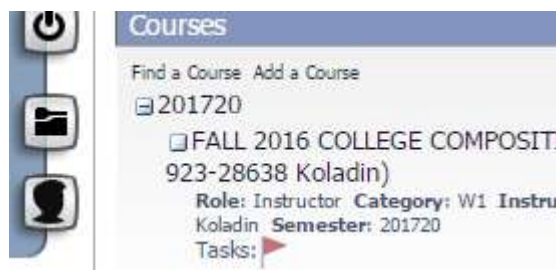 Courses
Find a Course Add a Course
201720
FALL 2016 COLLEGE COMPOSIT
923-28638 Koladin)
Role: Instructor Category: W1 Instru
Koladin Semester: 201720
Tasks: